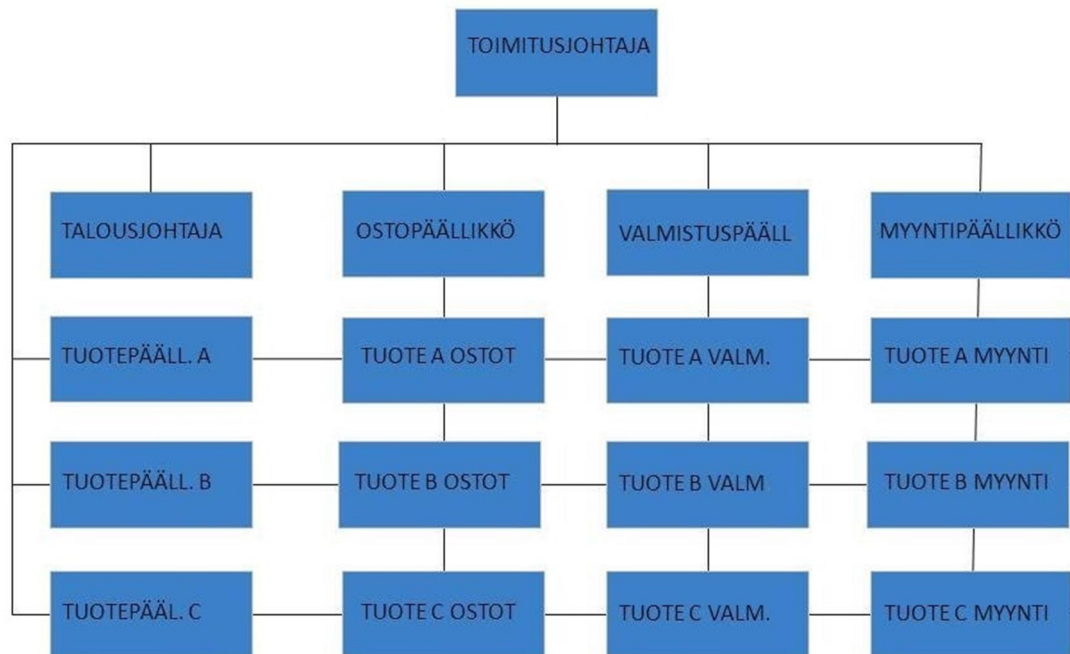 TOIMITUSJOHTAJA
TALOUSJOHTAJA
OSTOPÄÄLLIKKÖ
VALMISTUSPÄÄLL
MYYNTIPÄÄLLIKKÖ
TUOTEPÄÄLL. A
TUOTE A OSTOT
TUOTE A VALM.
TUOTE A MYYNTI
TUOTEPÄÄLL. B
TUOTE B OSTOT
TUOTE B VALM
TUOTE B MYYNTI
TUOTEPÄÄL. C
TUOTE C OSTOT
TUOTE C VALM.
TUOTE C MYYNTI